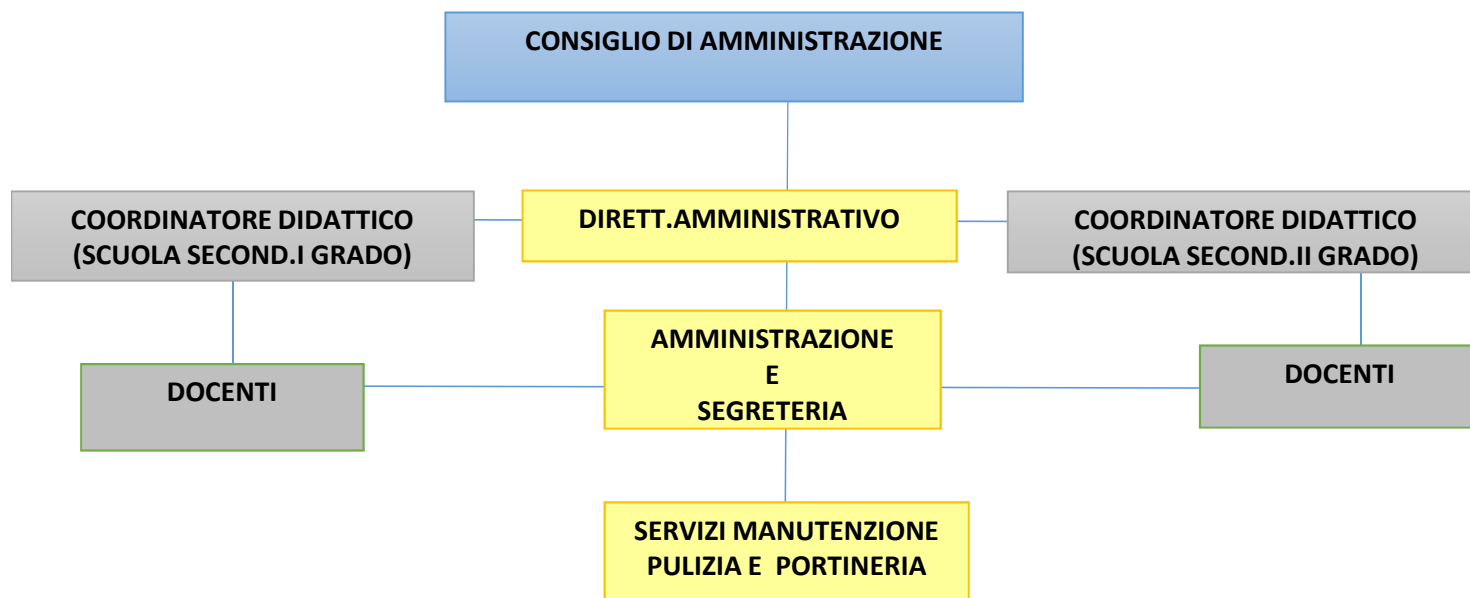 CONSIGLIO DI AMMINISTRAZIONE
COORDINATORE DIDATTICO
(SCUOLA SECOND.I GRADO)
DIRETT.AMMINISTRATIVO
COORDINATORE DIDATTICO
(SCUOLA SECOND.II GRADO)
AMMINISTRAZIONE
E
SEGRETERIA
DOCENTI
DOCENTI
SERVIZI MANUTENZIONE
PULIZIA E  PORTINERIA